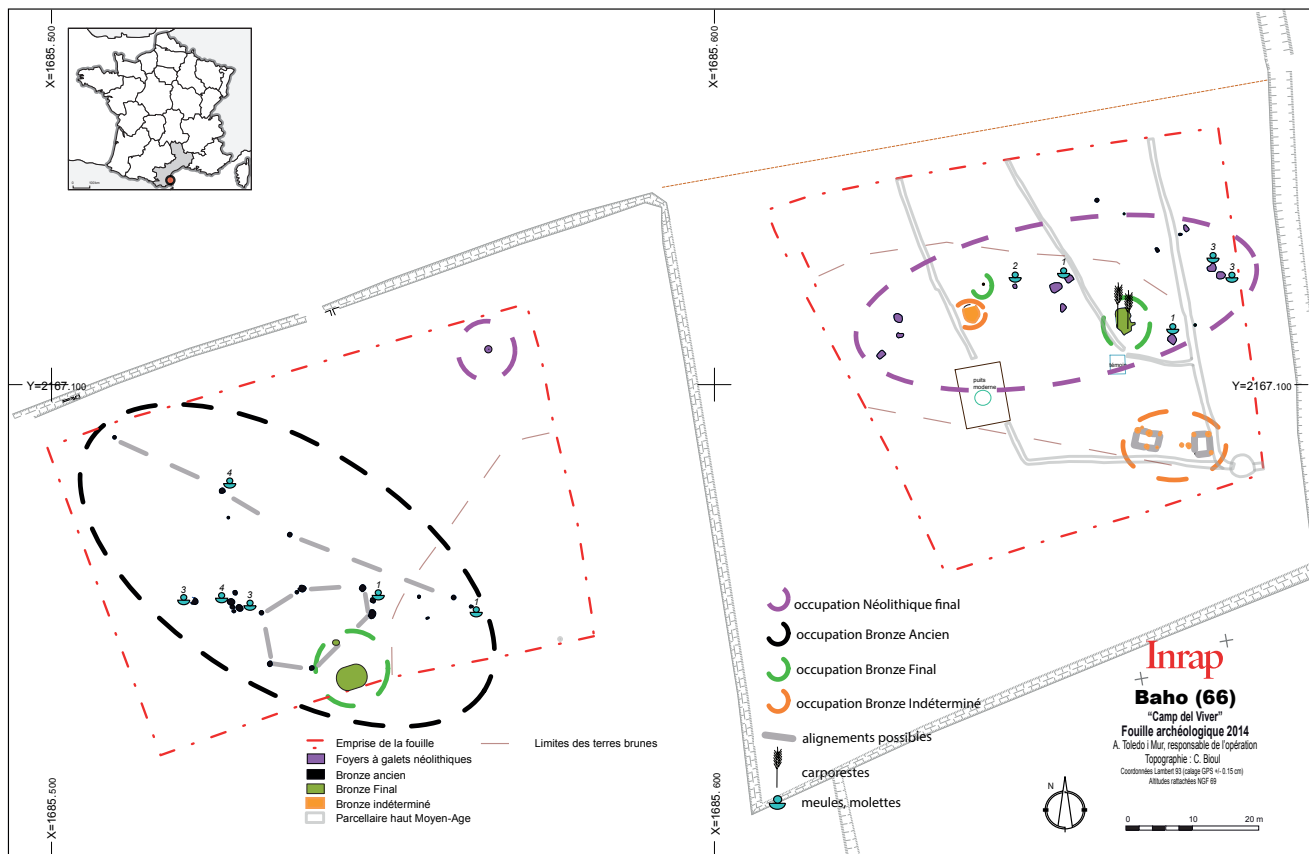 X=1685.500
X=1685.600
0 100km
3
3
2
1
1
Y=2167.100
puits
moderne
Y=2167.100
4
3
4
3
1
1
occupation Néolithique final
occupation Bronze Ancien
occupation Bronze Final
occupation Bronze Indéterminé
alignements possibles
carporestes
meules, molettes
Emprise de la fouille
Foyers à galets néolithiques
Bronze ancien
Bronze Final
Bronze indéterminé
Parcellaire haut Moyen-Age
Limites des terres brunes
Inrap
Baho (66)
“Camp del Viver”
Fouille archéologique 2014
A. Toledo i Mur, responsable de l'opération
Topographie : C. Bioul
Coordonnées Lambert 93 (calage GPS +/- 0.15 cm)
Altitudes rattachées NGF 69
N
0 10 20 m
X=1685.500
X=1685.600